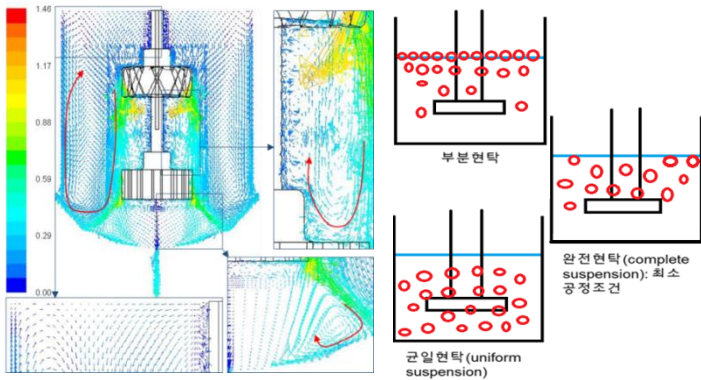 1.46
1.17
0.88
0.59
0.29
0.00
부분현탁
완전현탁(complete
suspension): 최소
공정조건
균일현탁(uniform
suspension)